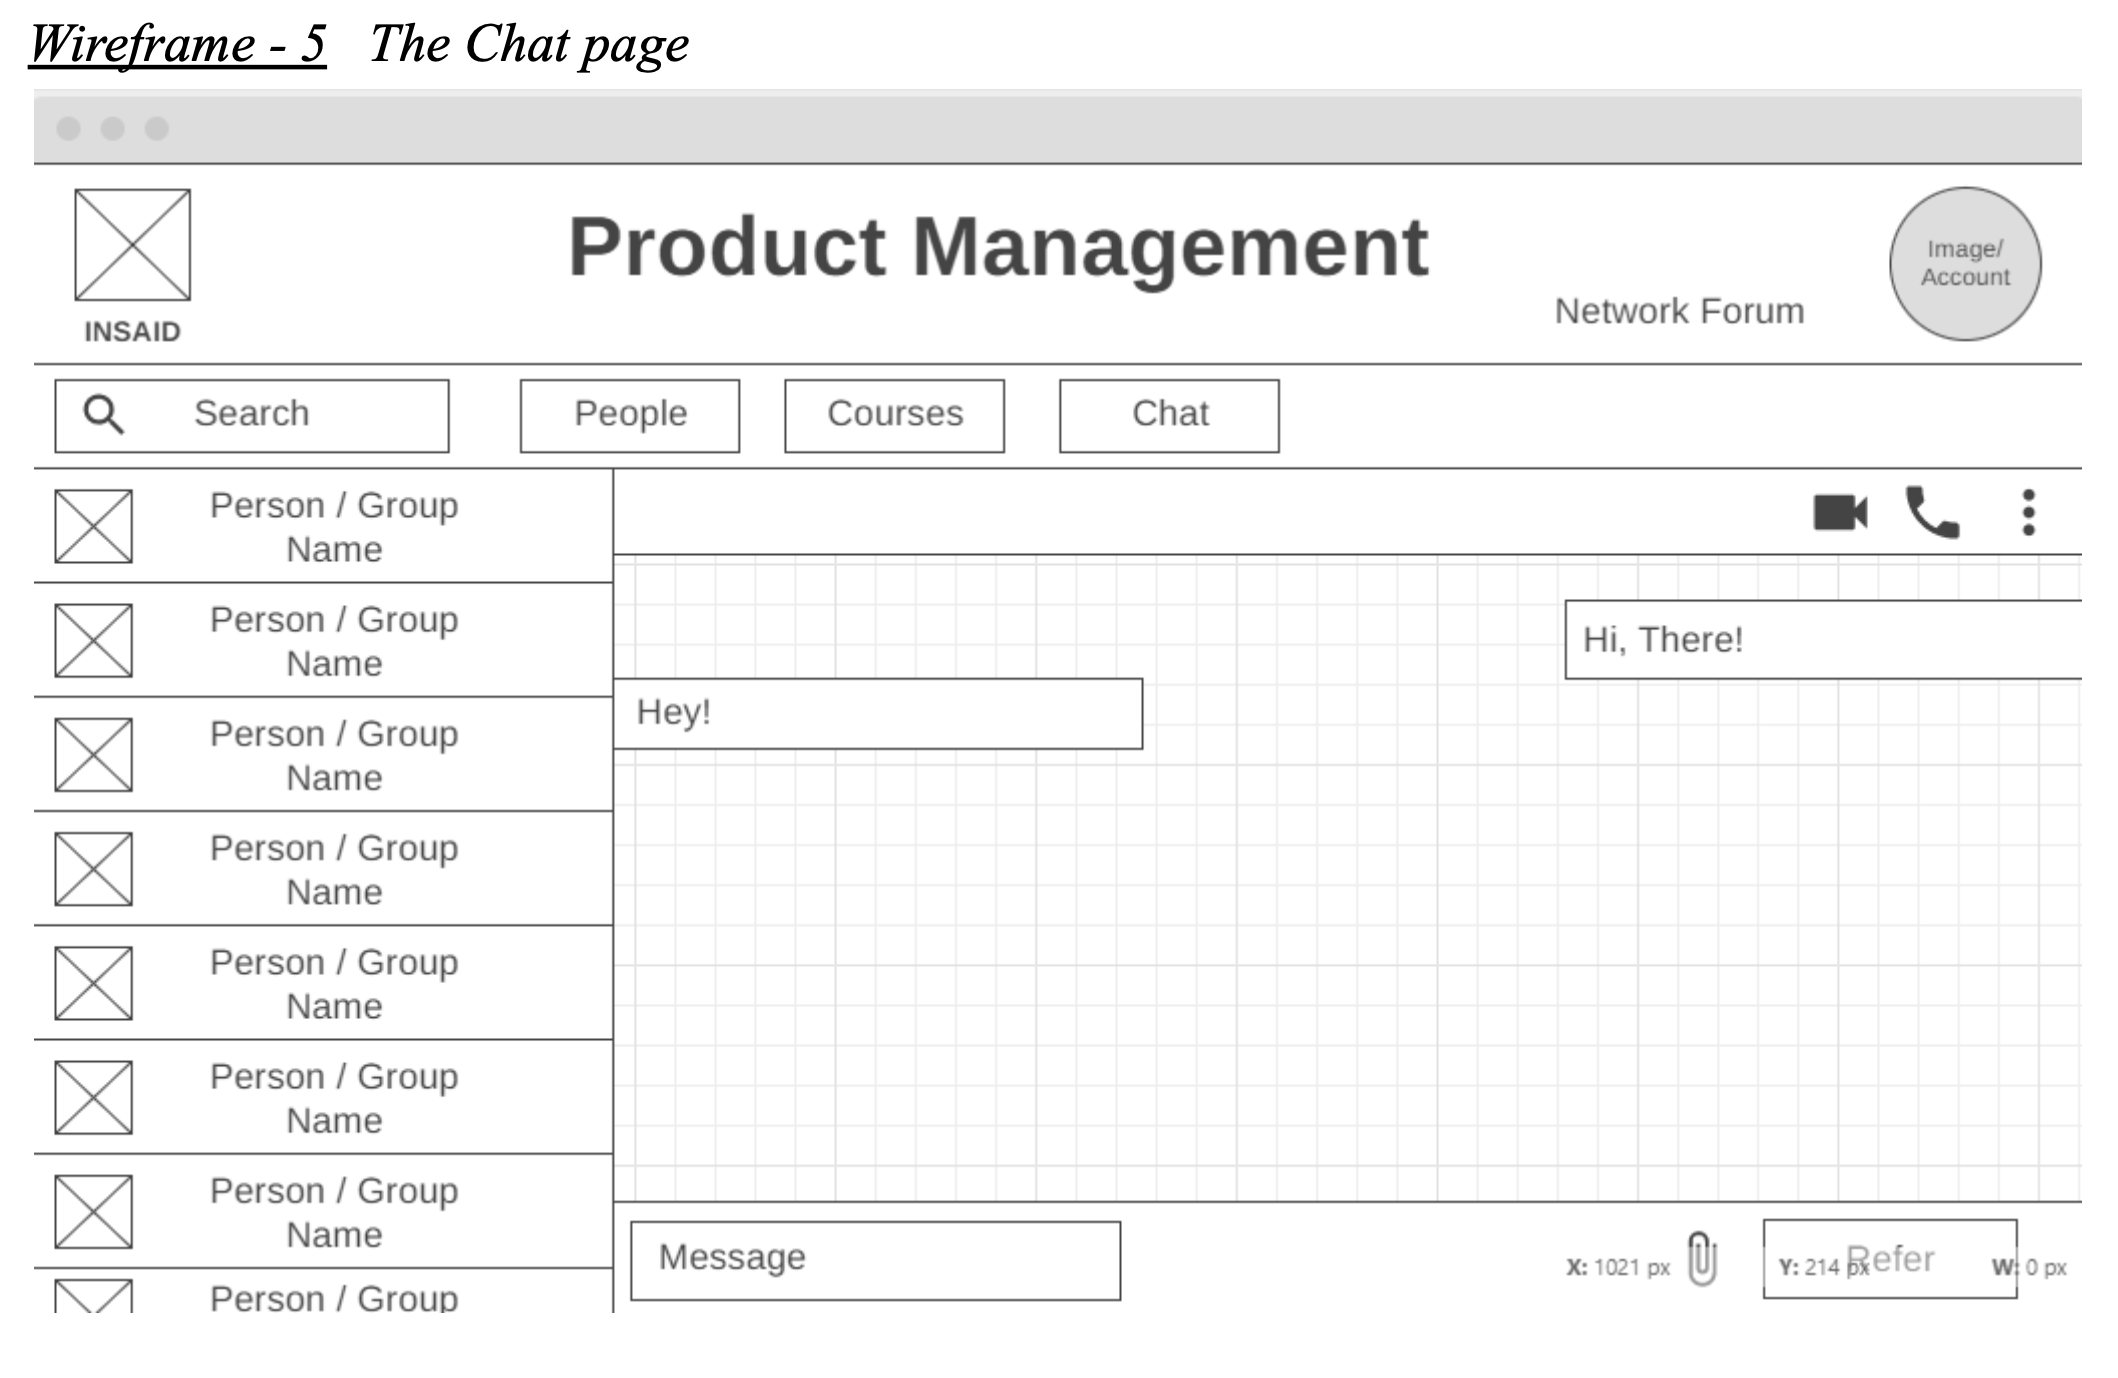 Wireframe - 5 The Chat page
Product Management
Image/
Account
Network Forum
INSAID
Search
People
Courses
Chat
Person / Group
Name
Person / Group
Name
Person / Group
Name
Person / Group
Name
Person / Group
Name
Person / Group
Name
Person / Group
Name
Person / Group
Hi, There!
Hey!
Message
X: 1021 px
Y: 214 px
Refer
W: 0 px